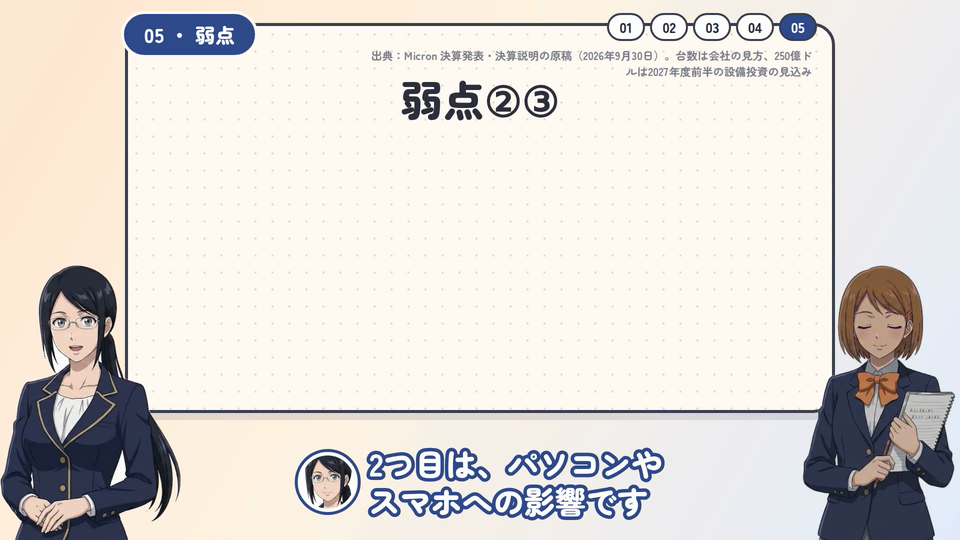 05 ・ 弱点
01
02
03
04
05
出典：Micron 決算発表・決算説明の原稿（2026年9月30日）。台数は会社の見方、250億ド
ルは2027年度前半の設備投資の見込み
弱点②③
2つ目は、パソコンや
スマホへの影響です